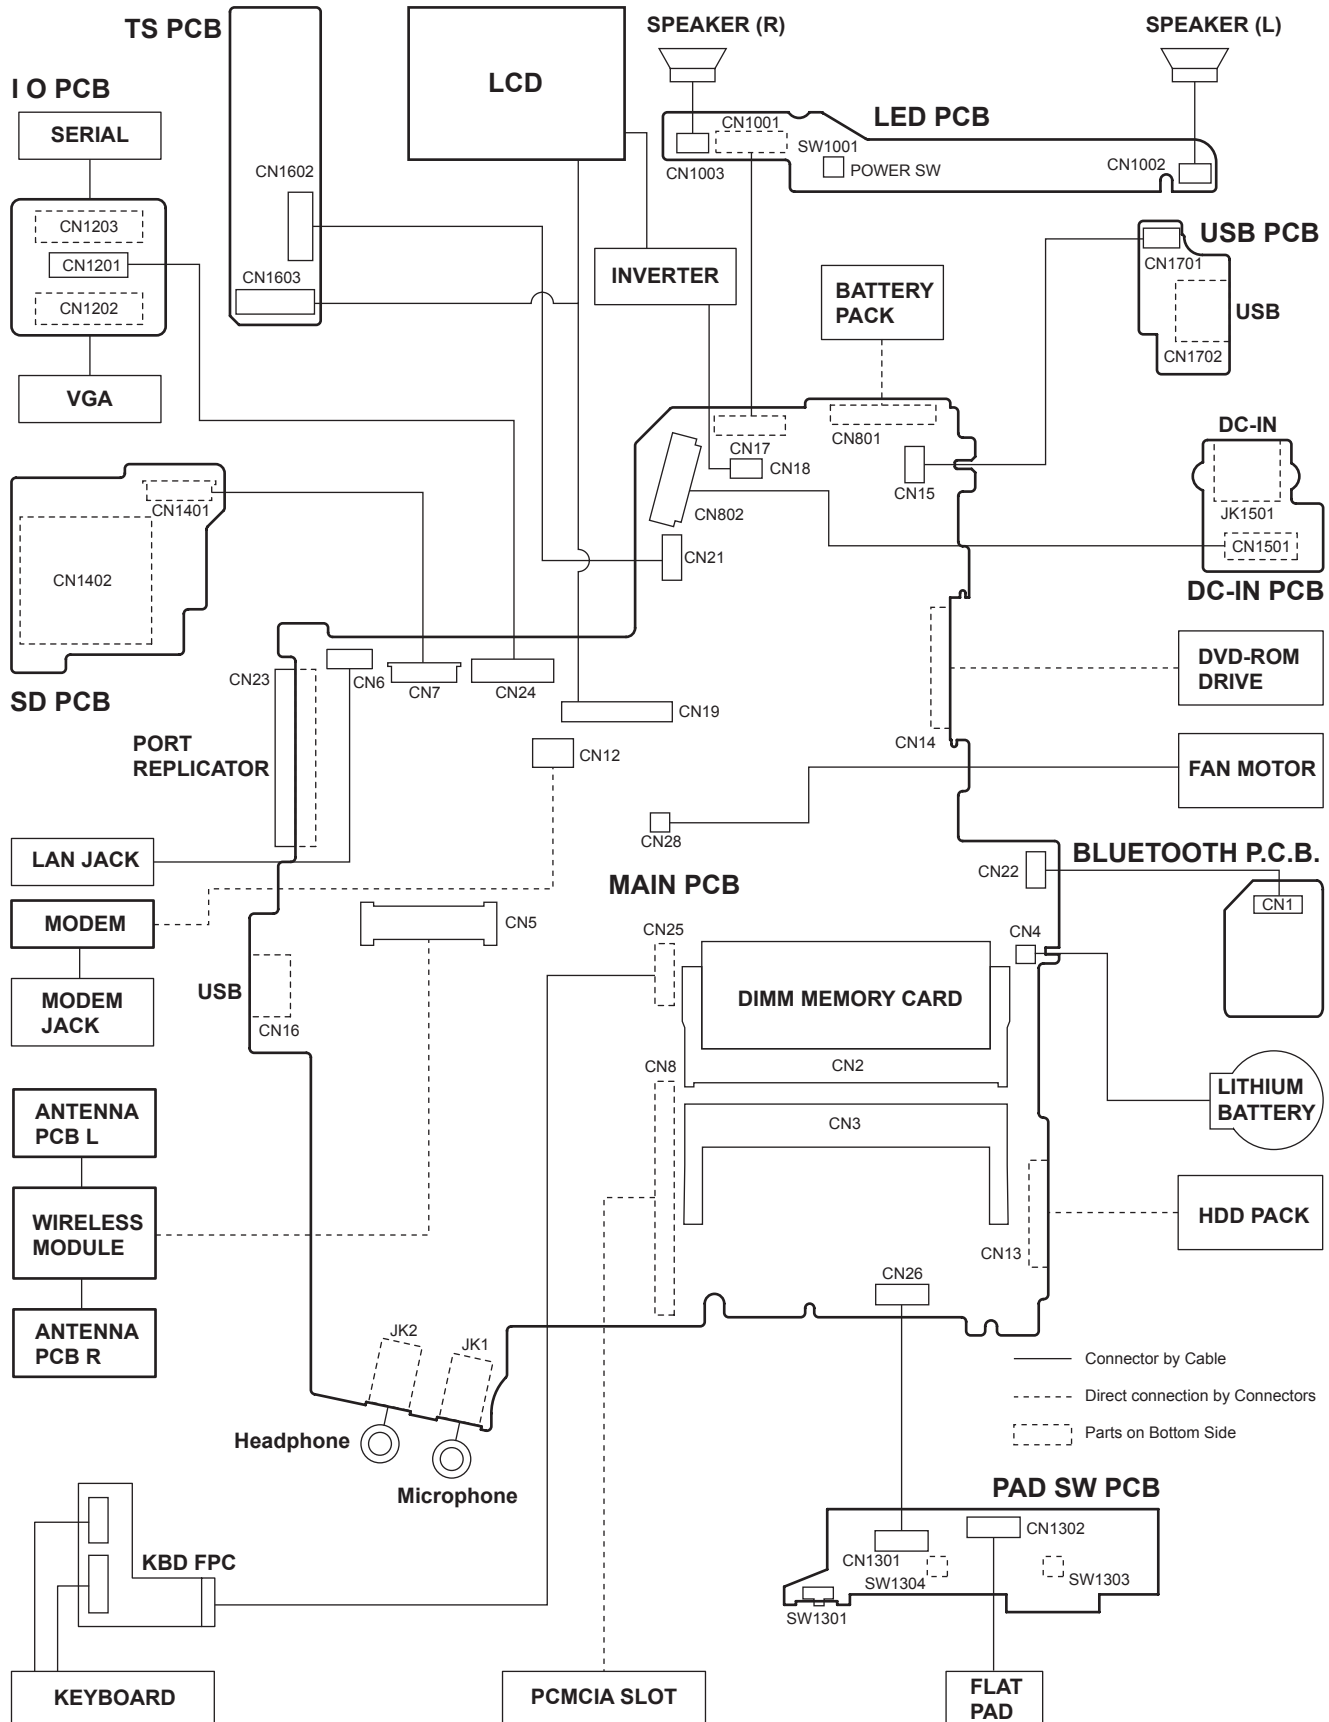 TS PCB
I O PCB
SERIAL
CN1203
CN1201
CN1202
VGA
CN1602
CN1603
LCD
SPEAKER (R)
SPEAKER (L)
LED PCB
CN1001
SW1001
CN1003
POWER SW
CN1002
INVERTER
BATTERY
PACK
USB PCB
CN1701
USB
CN1702
CN17
CN801
CN18
CN15
CN802
CN21
DC-IN
JK1501
CN1501
DC-IN PCB
CN1401
CN1402
SD PCB
CN23
CN6
CN7
CN24
CN19
CN12
PORT
REPLICATOR
CN14
DVD-ROM
DRIVE
FAN MOTOR
CN28
LAN JACK
MODEM
MODEM
JACK
MAIN PCB
CN22
BLUETOOTH P.C.B.
CN1
CN5
CN25
CN4
USB
CN16
DIMM MEMORY CARD
CN2
CN8
CN3
LITHIUM
BATTERY
ANTENNA
PCB L
WIRELESS
MODULE
ANTENNA
PCB R
HDD PACK
CN13
CN26
JK2
JK1
Headphone
Microphone
Connector by Cable
Direct connection by Connectors
Parts on Bottom Side
PAD SW PCB
CN1302
CN1301
SW1304
SW1303
SW1301
KBD FPC
KEYBOARD
PCMCIA SLOT
FLAT
PAD